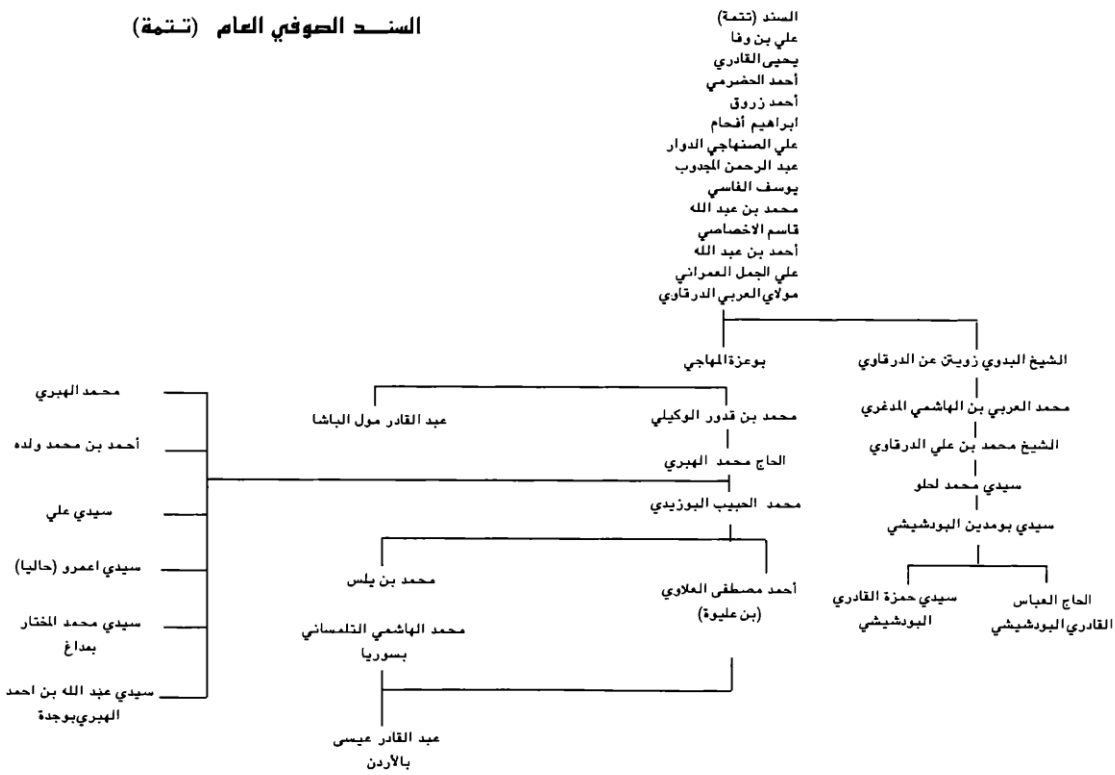 السنـــد الصوفي العام (تـتمة)
السند (تتمة)
علي بن وفا
يحيى القادري
أحمد الحضرمي
أحمد زروق
ابراهيم أفحام
علي الصنهاجي الدوار
عبد الرحمن المجدوب
يوسف الفاسي
محمد بن عبد الله
قاسم الاخصاصي
أحمد بن عبد الله
علي الجمل العمراني
مولاي العربي الدرقاوي
الشيخ البدوي زويتن عن الدرقاوي
محمد العربي بن الهاشمي المدغري
الشيخ محمد بن علي الدرقاوي
سيدي محمد لحلو
سيدي بومدين البودشيشي
الحاج العباس
القادري البودشيشي
سيدي حمزة القادري
البودشيشي
بوعزة المهاجي
محمد بن قدور الوكيلي
عبد القادر مول الباشا
الحاج محمد الهبري
محمد الحبيب البوزيدي
أحمد مصطفى العلاوي
(بن عليوة)
محمد بن يلس
محمد الهاشمي التلمساني
بسوريا
عبد القادر عيسى
بالأردن
محمد الهبري
أحمد بن محمد ولده
سيدي علي
سيدي اعمرو (حاليا)
سيدي محمد المختار
بمداغ
سيدي عبد الله بن احمد
الهبري بوجدة